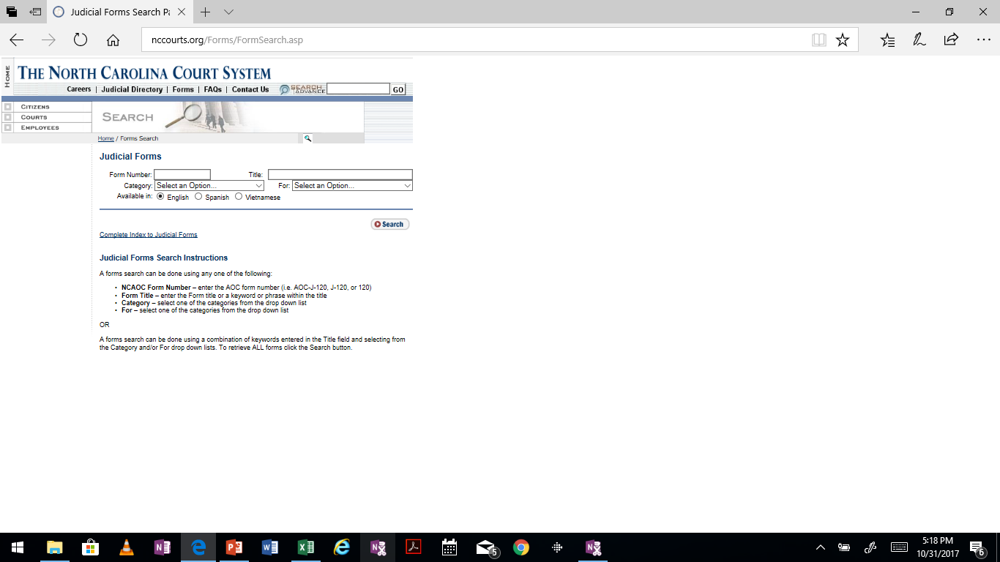 Judicial Forms Search Pa
nccourts.org/Forms/FormSearch.asp
HOME
THE NORTH CAROLINA COURT SYSTEM
Careers | Judicial Directory | Forms | FAQs | Contact Us SEARCH ADVANCE GO
CITIZENS
COURTS
EMPLOYEES
SEARCH
Home / Forms Search
Judicial Forms
Form Number: Title:
Category: Select an Option... For: Select an Option...
Available in: English Spanish Vietnamese
Search
Complete Index to Judicial Forms
Judicial Forms Search Instructions
A forms search can be done using any one of the following:
• NCAOC Form Number – enter the AOC form number (i.e. AOC-J-120, J-120, or 120)
• Form Title – enter the Form title or a keyword or phrase within the title
• Category – select one of the categories from the drop down list
• For – select one of the categories from the drop down list
OR
A forms search can be done using a combination of keywords entered in the Title field and selecting from
the Category and/or For drop down lists. To retrieve ALL forms click the Search button.
5:18 PM
10/31/2017
5
6